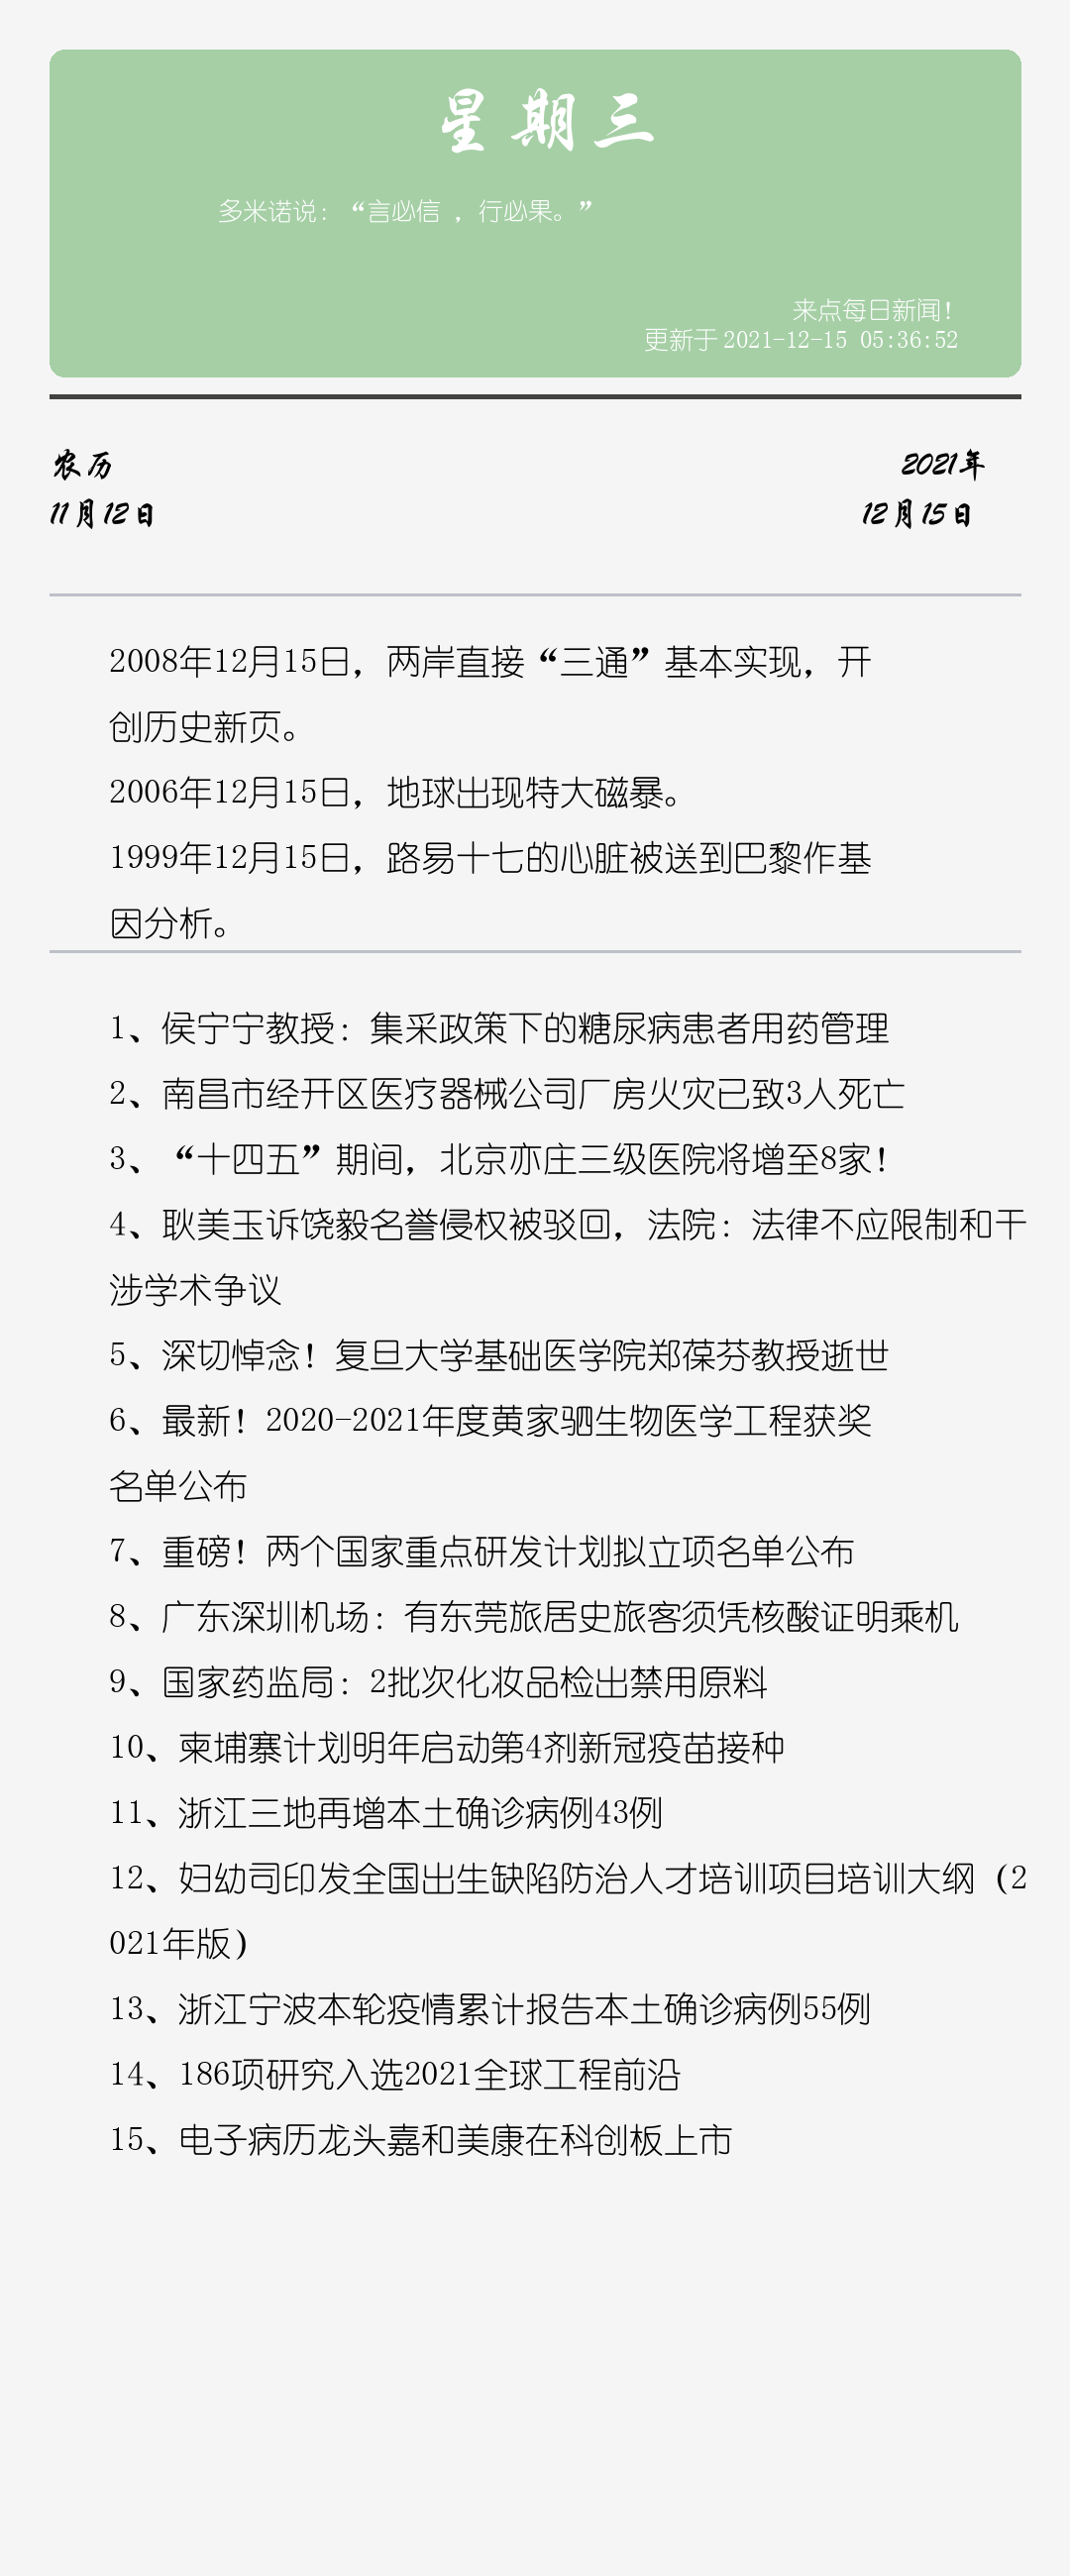 星期三
多米诺说：“言必信 ，行必果。”
来点每日新闻！
更新于2021-12-15 05:36:52
农历
2021年
11月12日
12月15日
2008年12月15日，两岸直接“三通”基本实现，开
创历史新页。
2006年12月15日，地球出现特大磁暴。
1999年12月15日，路易十七的心脏被送到巴黎作基
因分析。
1、侯宁宁教授：集采政策下的糖尿病患者用药管理
2、南昌市经开区医疗器械公司厂房火灾已致3人死亡
3、“十四五”期间，北京亦庄三级医院将增至8家！
4、耿美玉诉饶毅名誉侵权被驳回，法院：法律不应限制和干
涉学术争议
5、深切悼念！复旦大学基础医学院郑葆芬教授逝世
6、最新！2020-2021年度黄家驷生物医学工程获奖
名单公布
7、重磅！两个国家重点研发计划拟立项名单公布
8、广东深圳机场：有东莞旅居史旅客须凭核酸证明乘机
9、国家药监局：2批次化妆品检出禁用原料
10、柬埔寨计划明年启动第4剂新冠疫苗接种
11、浙江三地再增本土确诊病例43例
12、妇幼司印发全国出生缺陷防治人才培训项目培训大纲（2
021年版）
13、浙江宁波本轮疫情累计报告本土确诊病例55例
14、186项研究入选2021全球工程前沿
15、电子病历龙头嘉和美康在科创板上市